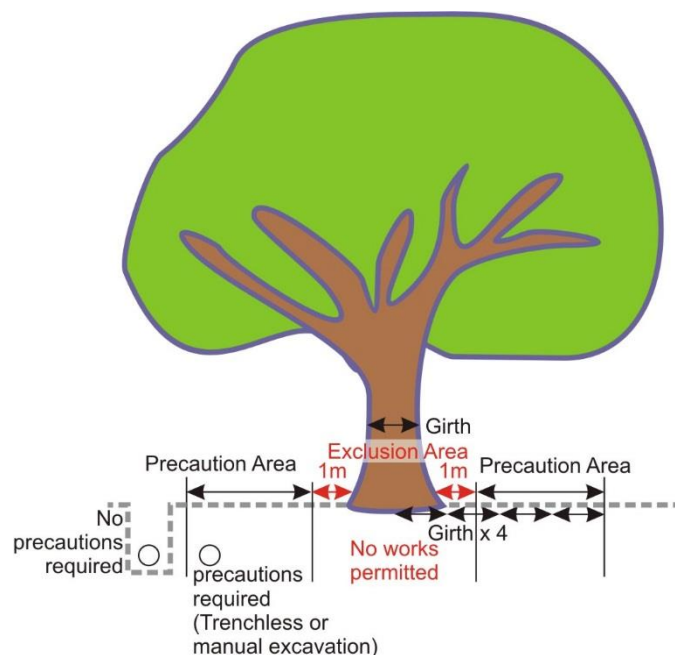 Girth
Exclusion Area
Precaution Area
1m
1m
Precaution Area
No
precautions
required
Girth x 4
No works
permitted
precautions
required
(Trenchless or
manual excavation)